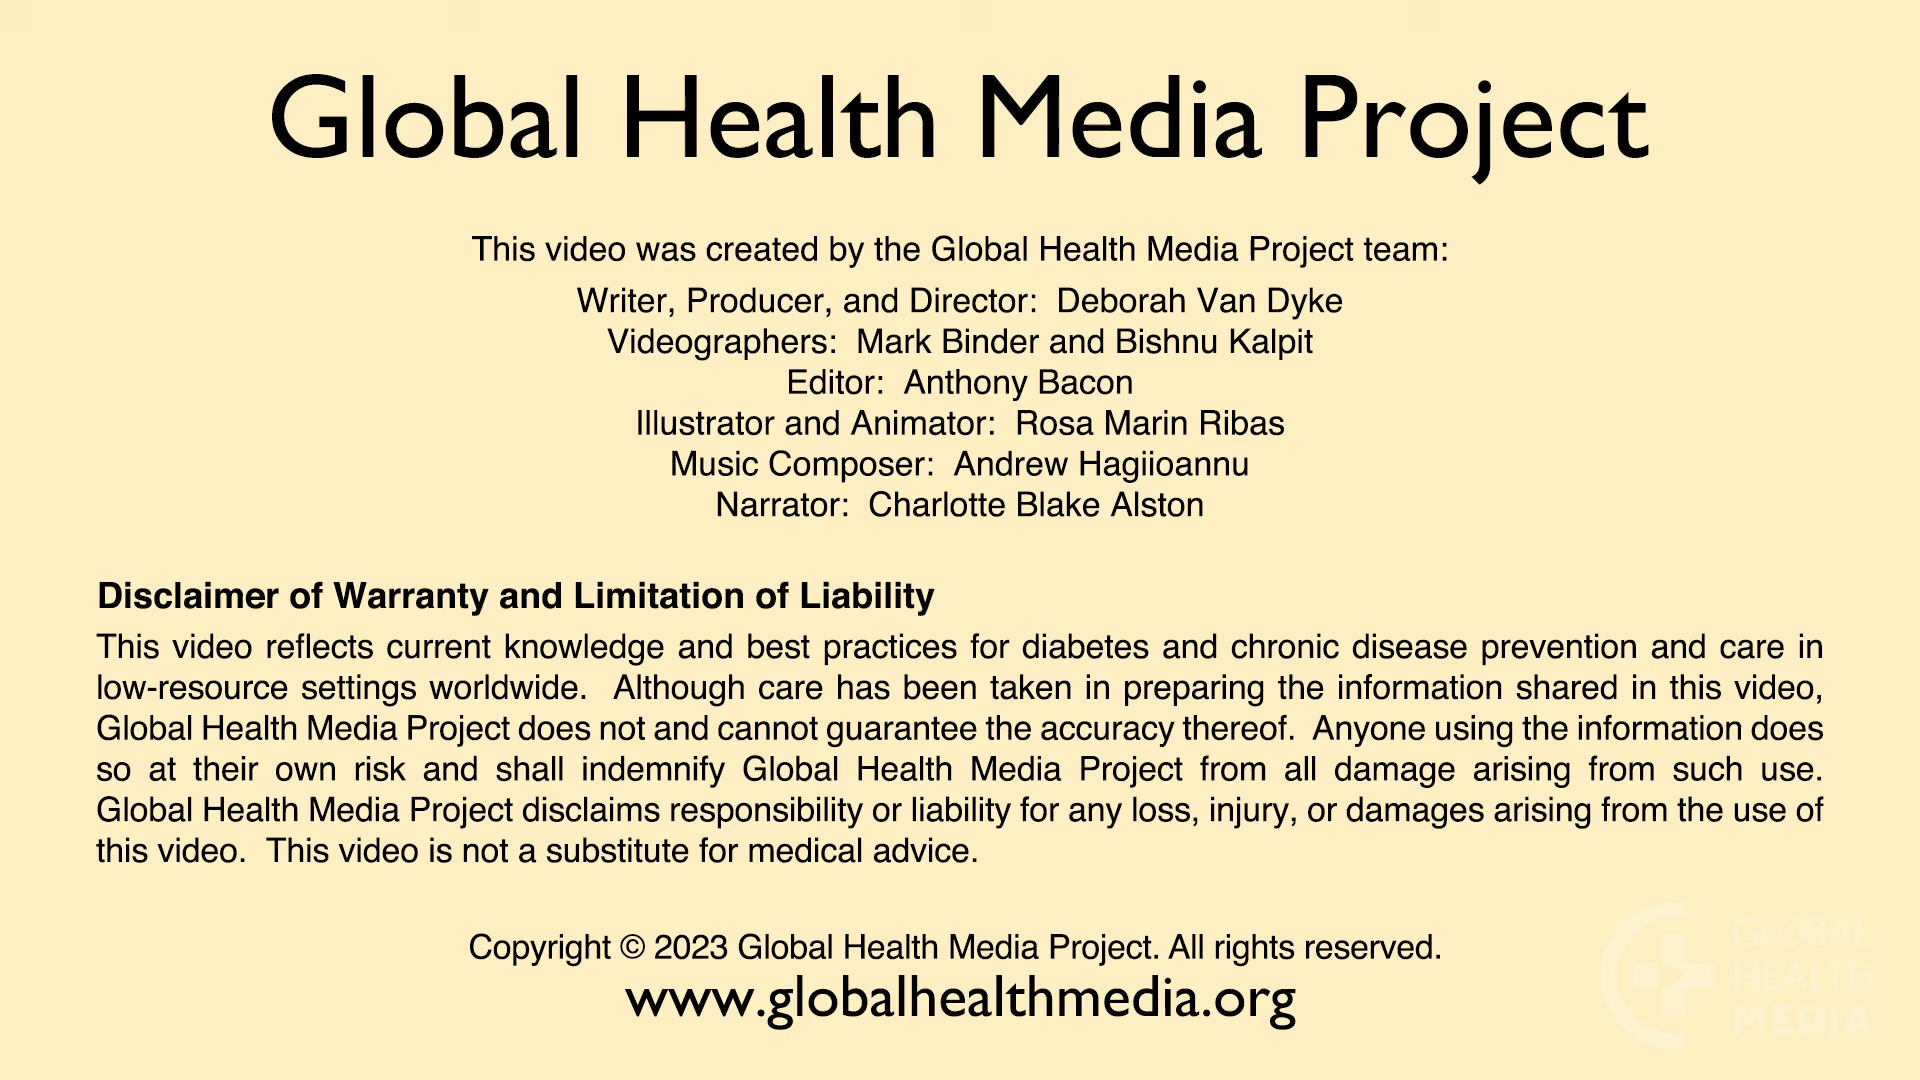 Global Health Media Project
This video was created by the Global Health Media Project team:
Writer, Producer, and Director:  Deborah Van Dyke
Videographers:  Mark Binder and Bishnu Kalpit
Editor:  Anthony Bacon
Illustrator and Animator:  Rosa Marin Ribas
Music Composer:  Andrew Hagiioannu
Narrator:  Charlotte Blake Alston
Disclaimer of Warranty and Limitation of Liability
This video reflects current knowledge and best practices for diabetes and chronic disease prevention and care in
low-resource settings worldwide.  Although care has been taken in preparing the information shared in this video,
Global Health Media Project does not and cannot guarantee the accuracy thereof.  Anyone using the information does
so at their own risk and shall indemnify Global Health Media Project from all damage arising from such use.
Global Health Media Project disclaims responsibility or liability for any loss, injury, or damages arising from the use of
this video.  This video is not a substitute for medical advice.
Copyright © 2023 Global Health Media Project. All rights reserved.
www.globalhealthmedia.org
GLOBAL
HEALTH
MEDIA